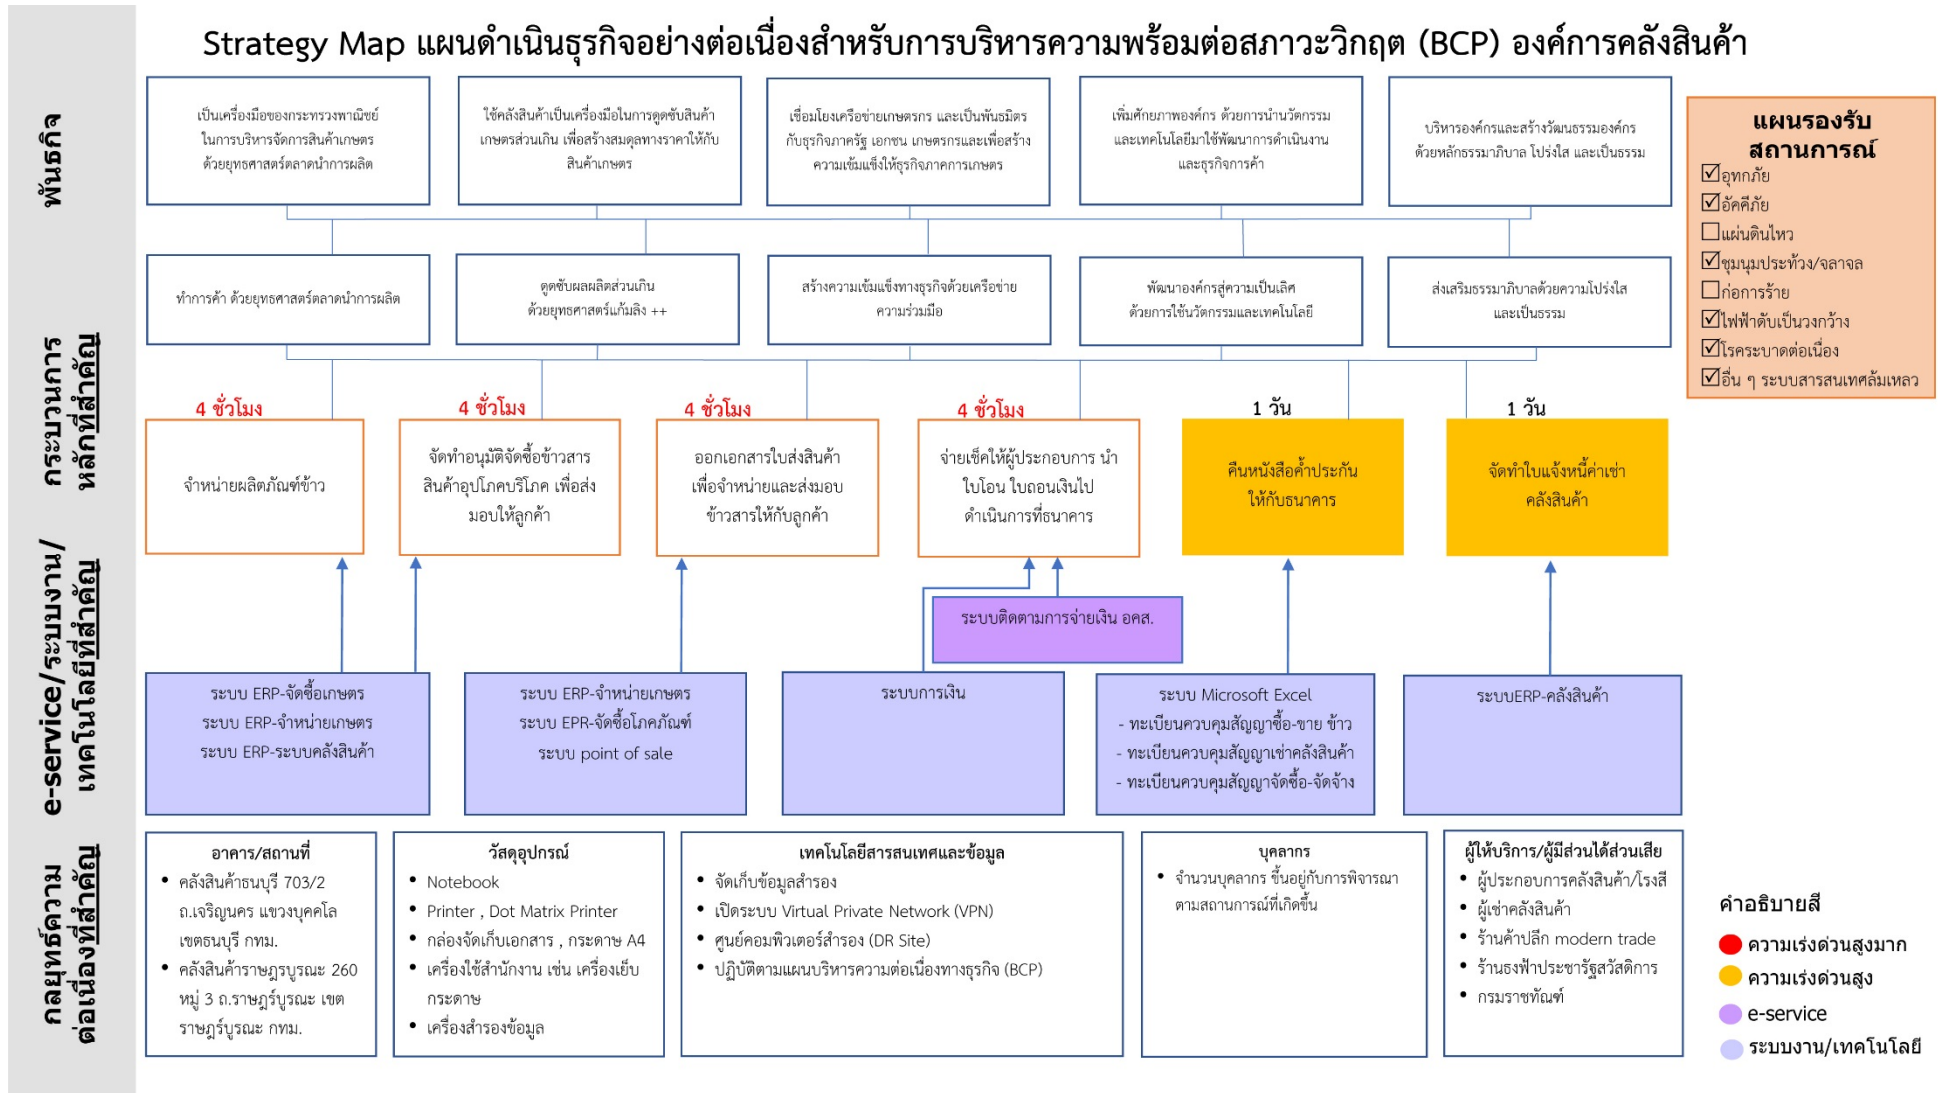 Strategy Map แผนดำเนินธุรกิจอย่างต่อเนื่องสำหรับการบริหารความพร้อมต่อสภาวะวิกฤต (BCP) องค์การคลังสินค้า
พันธกิจ
เป็นเครื่องมือของกระทรวงพาณิชย์
ในการบริหารจัดการสินค้าเกษตร
ด้วยยุทธศาสตร์ตลาดนำการผลิต
ใช้คลังสินค้าเป็นเครื่องมือในการดูดซับสินค้า
เกษตรส่วนเกิน เพื่อสร้างสมดุลทางราคาให้กับ
สินค้าเกษตร
เชื่อมโยงเครือข่ายเกษตรกร และเป็นพันธมิตร
กับธุรกิจภาครัฐ เอกชน เกษตรกรและเพื่อสร้าง
ความเข้มแข็งให้ธุรกิจภาคการเกษตร
เพิ่มศักยภาพองค์กร ด้วยการนำนวัตกรรม
และเทคโนโลยีมาใช้พัฒนาการดำเนินงาน
และธุรกิจการค้า
บริหารองค์กรและสร้างวัฒนธรรมองค์กร
ด้วยหลักธรรมาภิบาล โปร่งใส และเป็นธรรม
แผนรองรับ
สถานการณ์
☑อุทกภัย
☑อัคคีภัย
☐แผ่นดินไหว
☑ชุมนุมประท้วง/จลาจล
☐ก่อการร้าย
☑ไฟฟ้าดับเป็นวงกว้าง
☑โรคระบาดต่อเนื่อง
☑อื่น ๆ ระบบสารสนเทศล้มเหลว
ทำการค้า ด้วยยุทธศาสตร์ตลาดนำการผลิต
ดูดซับผลผลิตส่วนเกิน
ด้วยยุทธศาสตร์แก้มลิง ++
สร้างความเข้มแข็งทางธุรกิจด้วยเครือข่าย
ความร่วมมือ
พัฒนาองค์กรสู่ความเป็นเลิศ
ด้วยการใช้นวัตกรรมและเทคโนโลยี
ส่งเสริมธรรมาภิบาลด้วยความโปร่งใส
และเป็นธรรม
กระบวนการ
หลักที่สำคัญ
4 ชั่วโมง
จำหน่ายผลิตภัณฑ์ข้าว
4 ชั่วโมง
จัดทำอนุมัติจัดซื้อข้าวสาร
สินค้าอุปโภคบริโภค เพื่อส่ง
มอบให้ลูกค้า
4 ชั่วโมง
ออกเอกสารใบส่งสินค้า
เพื่อจำหน่ายและส่งมอบ
ข้าวสารให้กับลูกค้า
4 ชั่วโมง
จ่ายเช็คให้ผู้ประกอบการ นำ
ใบโอน ใบถอนเงินไป
ดำเนินการที่ธนาคาร
1 วัน
คืนหนังสือค้ำประกัน
ให้กับธนาคาร
1 วัน
จัดทำใบแจ้งหนี้ค่าเช่า
คลังสินค้า
e-service/ระบบงาน/
เทคโนโลยีที่สำคัญ
ระบบติดตามการจ่ายเงิน อคส.
ระบบ ERP-จัดซื้อเกษตร
ระบบ ERP-จำหน่ายเกษตร
ระบบ ERP-ระบบคลังสินค้า
ระบบ ERP-จำหน่ายเกษตร
ระบบ EPR-จัดซื้อโภคภัณฑ์
ระบบ point of sale
ระบบการเงิน
ระบบ Microsoft Excel
- ทะเบียนควบคุมสัญญาซื้อ-ขาย ข้าว
- ทะเบียนควบคุมสัญญาเช่าคลังสินค้า
- ทะเบียนควบคุมสัญญาจัดซื้อ-จัดจ้าง
ระบบERP-คลังสินค้า
กลยุทธ์ความ
ต่อเนื่องที่สำคัญ
อาคาร/สถานที่
• คลังสินค้าธนบุรี 703/2
ถ.เจริญนคร แขวงบุคคโล
เขตธนบุรี กทม.
• คลังสินค้าราษฎรบูรณะ 260
หมู่ 3 ถ.ราษฎร์บูรณะ เขต
ราษฎร์บูรณะ กทม.
วัสดุอุปกรณ์
• Notebook
• Printer , Dot Matrix Printer
• กล่องจัดเก็บเอกสาร , กระดาษ A4
• เครื่องใช้สำนักงาน เช่น เครื่องเย็บ
กระดาษ
• เครื่องสำรองข้อมูล
เทคโนโลยีสารสนเทศและข้อมูล
• จัดเก็บข้อมูลสำรอง
• เปิดระบบ Virtual Private Network (VPN)
• ศูนย์คอมพิวเตอร์สำรอง (DR Site)
• ปฏิบัติตามแผนบริหารความต่อเนื่องทางธุรกิจ (BCP)
บุคลากร
• จำนวนบุคลากร ขึ้นอยู่กับการพิจารณา
ตามสถานการณ์ที่เกิดขึ้น
ผู้ให้บริการ/ผู้มีส่วนได้ส่วนเสีย
• ผู้ประกอบการคลังสินค้า/โรงสี
• ผู้เช่าคลังสินค้า
• ร้านค้าปลีก modern trade
• ร้านธงฟ้าประชารัฐสวัสดิการ
• กรมราชทัณฑ์
คำอธิบายสี
ความเร่งด่วนสูงมาก
ความเร่งด่วนสูง
e-service
ระบบงาน/เทคโนโลยี